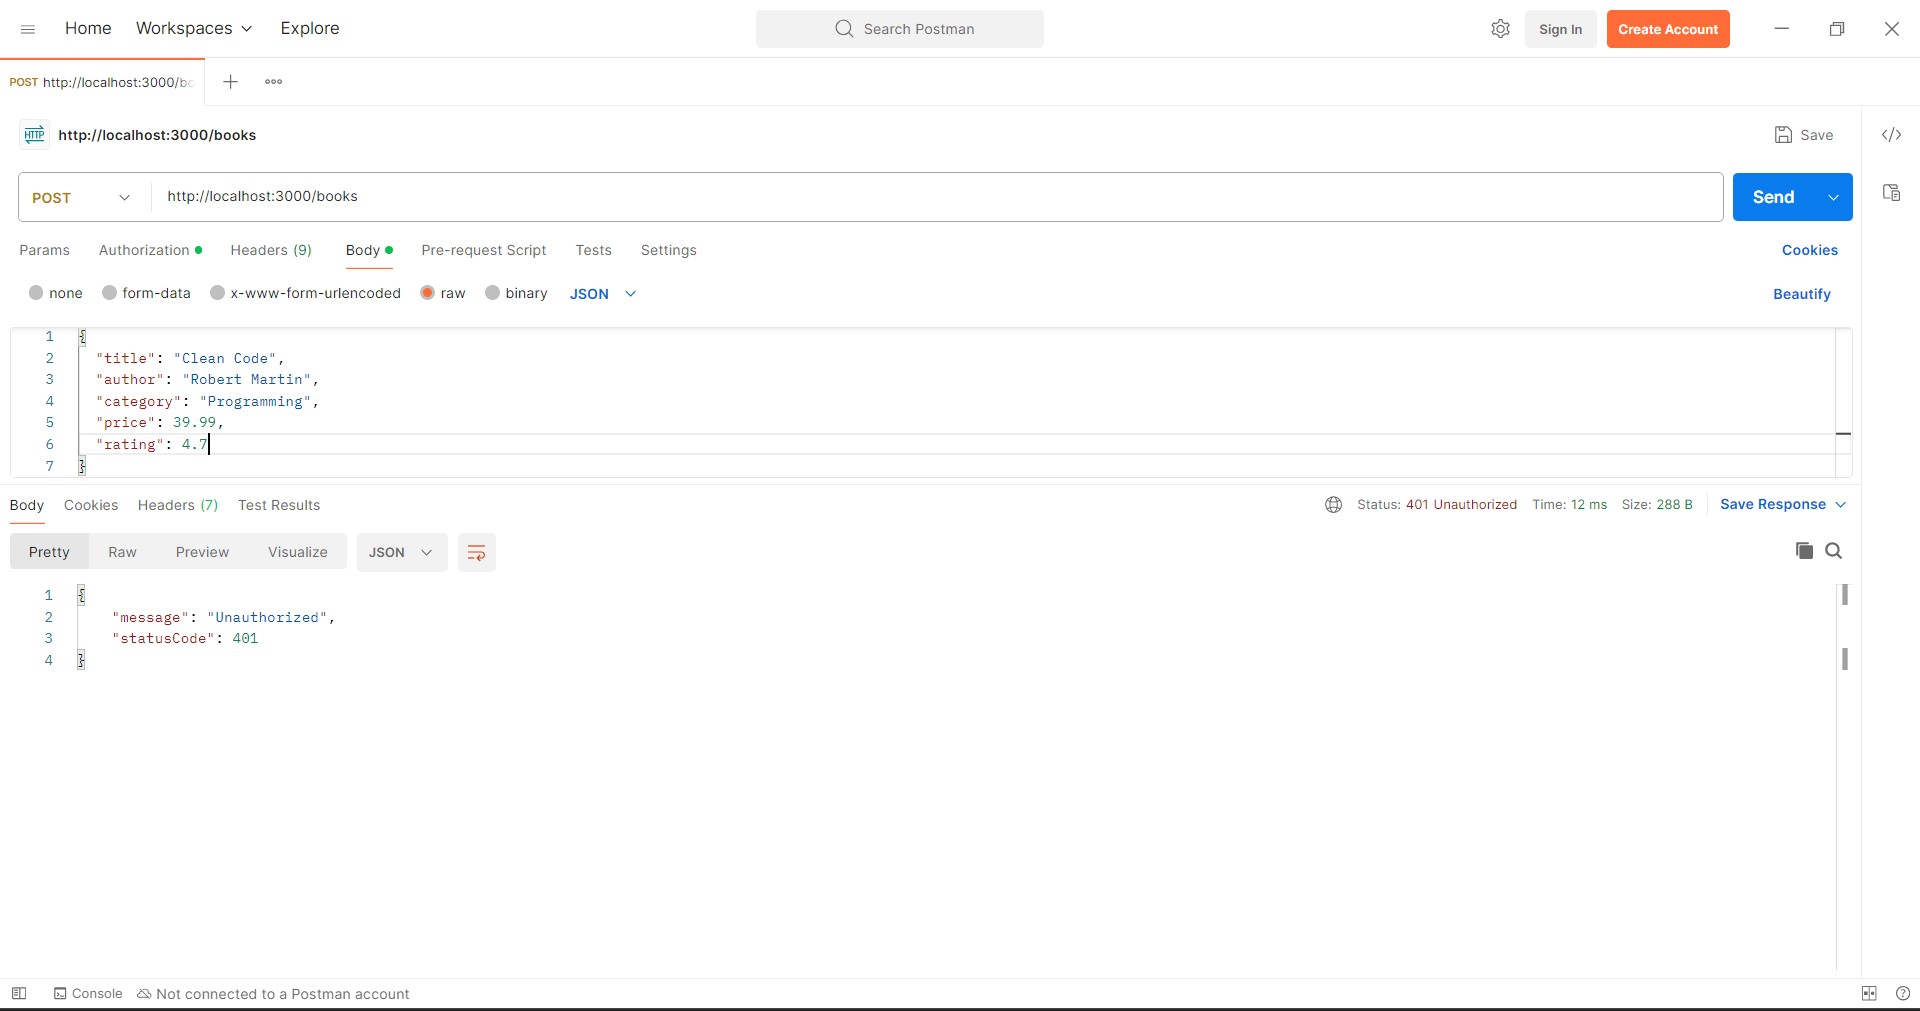 Home Workspaces Explore Search Postman Sign In Create Account
POST http://localhost:3000/bo
HTTP http://localhost:3000/books Save
POST http://localhost:3000/books Send
Params Authorization Headers (9) Body Pre-request Script Tests Settings Cookies
none form-data x-www-form-urlencoded raw binary JSON Beautify
1 {
2 "title": "Clean Code",
3 "author": "Robert Martin",
4 "category": "Programming",
5 "price": 39.99,
6 "rating": 4.7
7 }
Body Cookies Headers (7) Test Results Status: 401 Unauthorized Time: 12 ms Size: 288 B Save Response
Pretty Raw Preview Visualize JSON
1 {
2 "message": "Unauthorized",
3 "statusCode": 401
4 }
Console Not connected to a Postman account